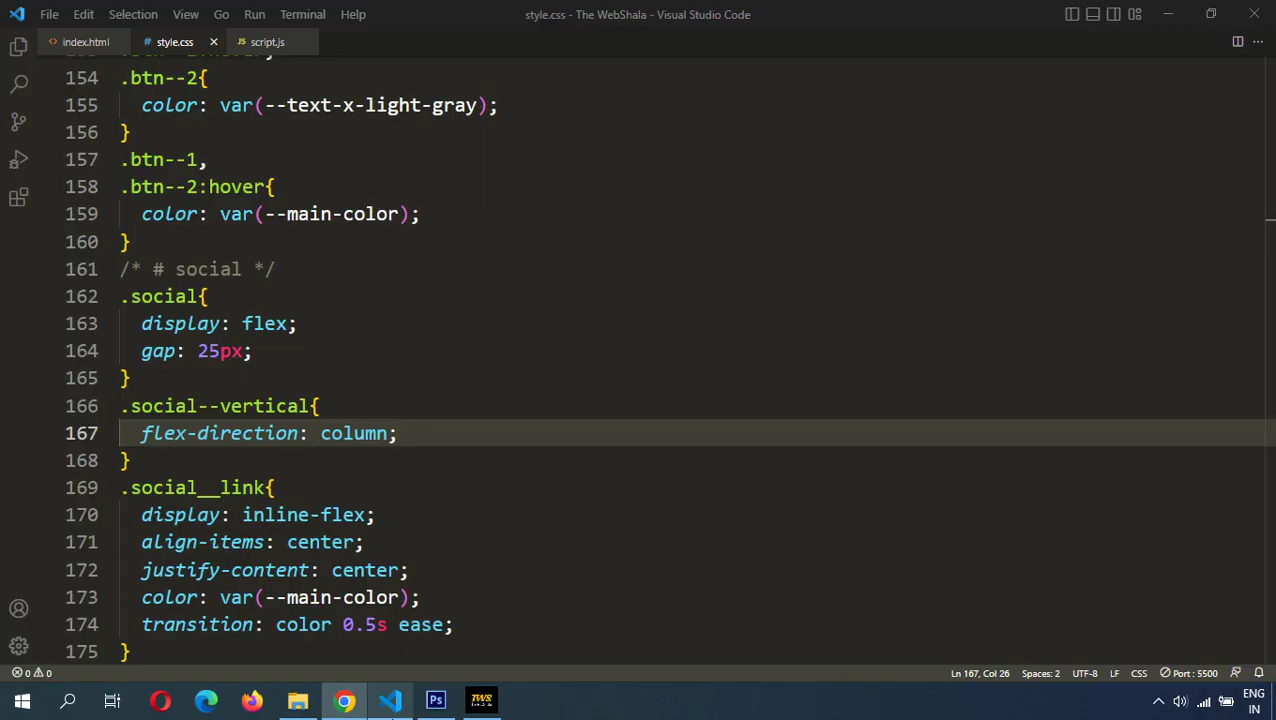 File Edit Selection View Go Run Terminal Help
style.css - The WebShala - Visual Studio Code
index.html
style.css
script.js
154 .btn--2{
155 color: var(--text-x-light-gray);
156 }
157 .btn--1,
158 .btn--2:hover{
159 color: var(--main-color);
160 }
161 /* # social */
162 .social{
163 display: flex;
164 gap: 25px;
165 }
166 .social--vertical{
167 flex-direction: column;
168 }
169 .social__link{
170 display: inline-flex;
171 align-items: center;
172 justify-content: center;
173 color: var(--main-color);
174 transition: color 0.5s ease;
175 }
0 0
Ln 167, Col 26 Spaces: 2 UTF-8 LF CSS Port : 5500
Ps
TWS
ENG
IN